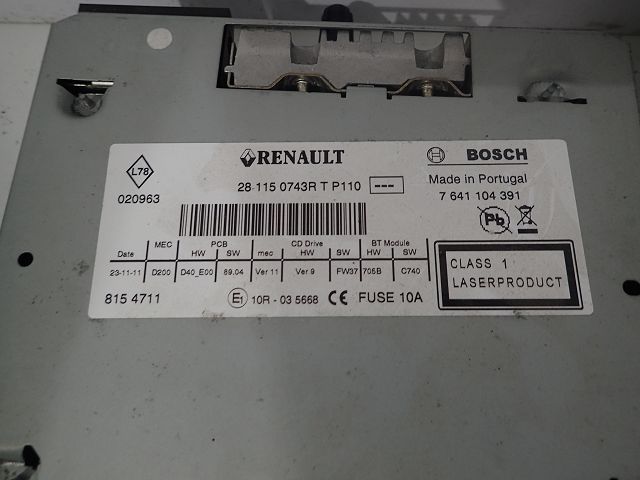 L78
RENAULT
BOSCH
020963
28 115 0743R T P110 ---
Made in Portugal
7 641 104 391
Pb
MEC PCB CD Drive BT Module
Date HW SW mec HW SW HW SW
23-11-11 D200 D40_E00 89.04 Ver 11 Ver 9 FW37 705B C740
CLASS 1
LASERPRODUCT
815 4711
E1 10R - 03 5668 CE FUSE 10A